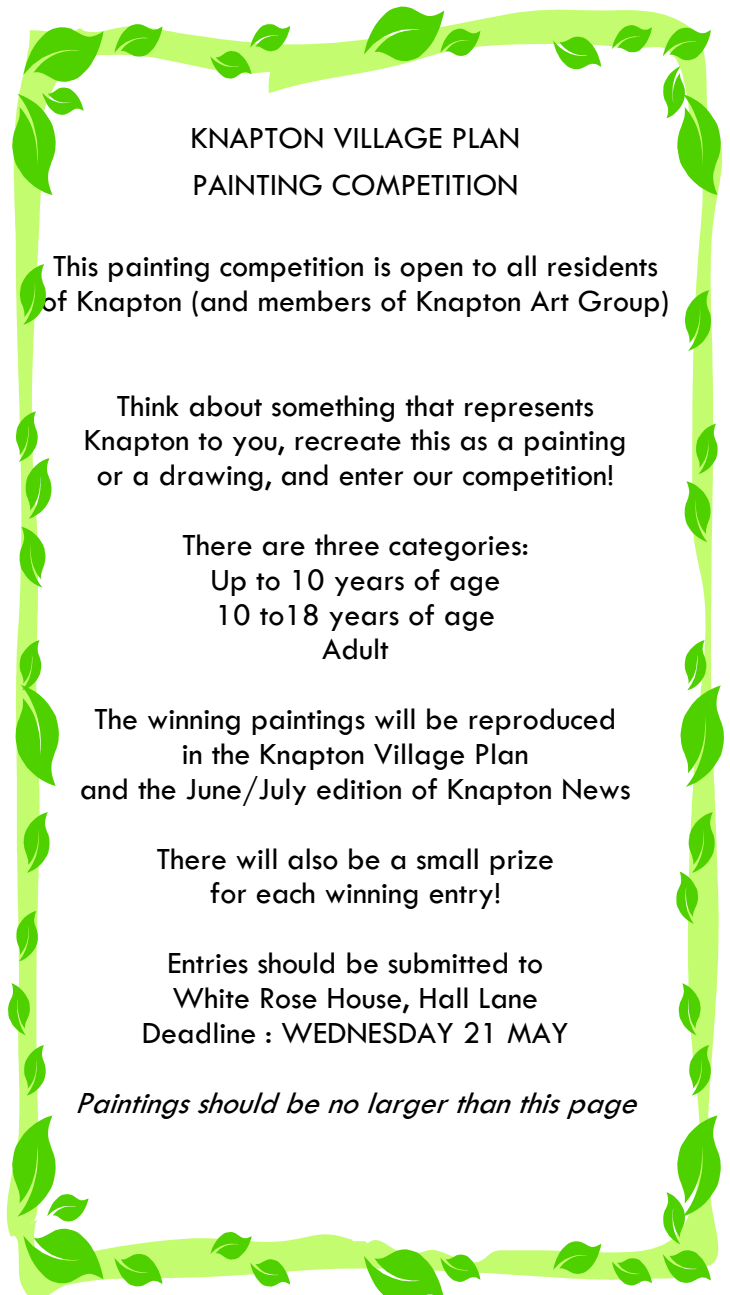 KNAPTON VILLAGE PLAN
PAINTING COMPETITION
This painting competition is open to all residents
of Knapton (and members of Knapton Art Group)
Think about something that represents
Knapton to you, recreate this as a painting
or a drawing, and enter our competition!
There are three categories:
Up to 10 years of age
10 to18 years of age
Adult
The winning paintings will be reproduced
in the Knapton Village Plan
and the June/July edition of Knapton News
There will also be a small prize
for each winning entry!
Entries should be submitted to
White Rose House, Hall Lane
Deadline : WEDNESDAY 21 MAY
Paintings should be no larger than this page